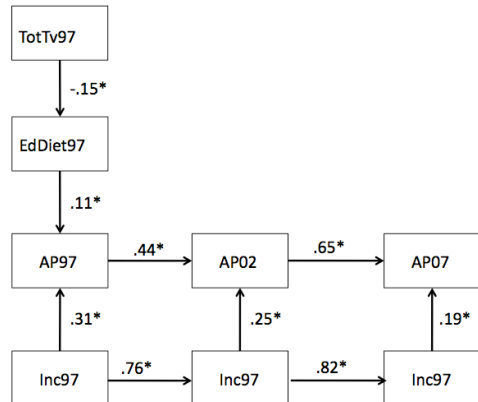 TotTv97
-.15*
EdDiet97
.11*
AP97
.44*
AP02
.65*
AP07
.31*
.25*
.19*
Inc97
.76*
Inc97
.82*
Inc97